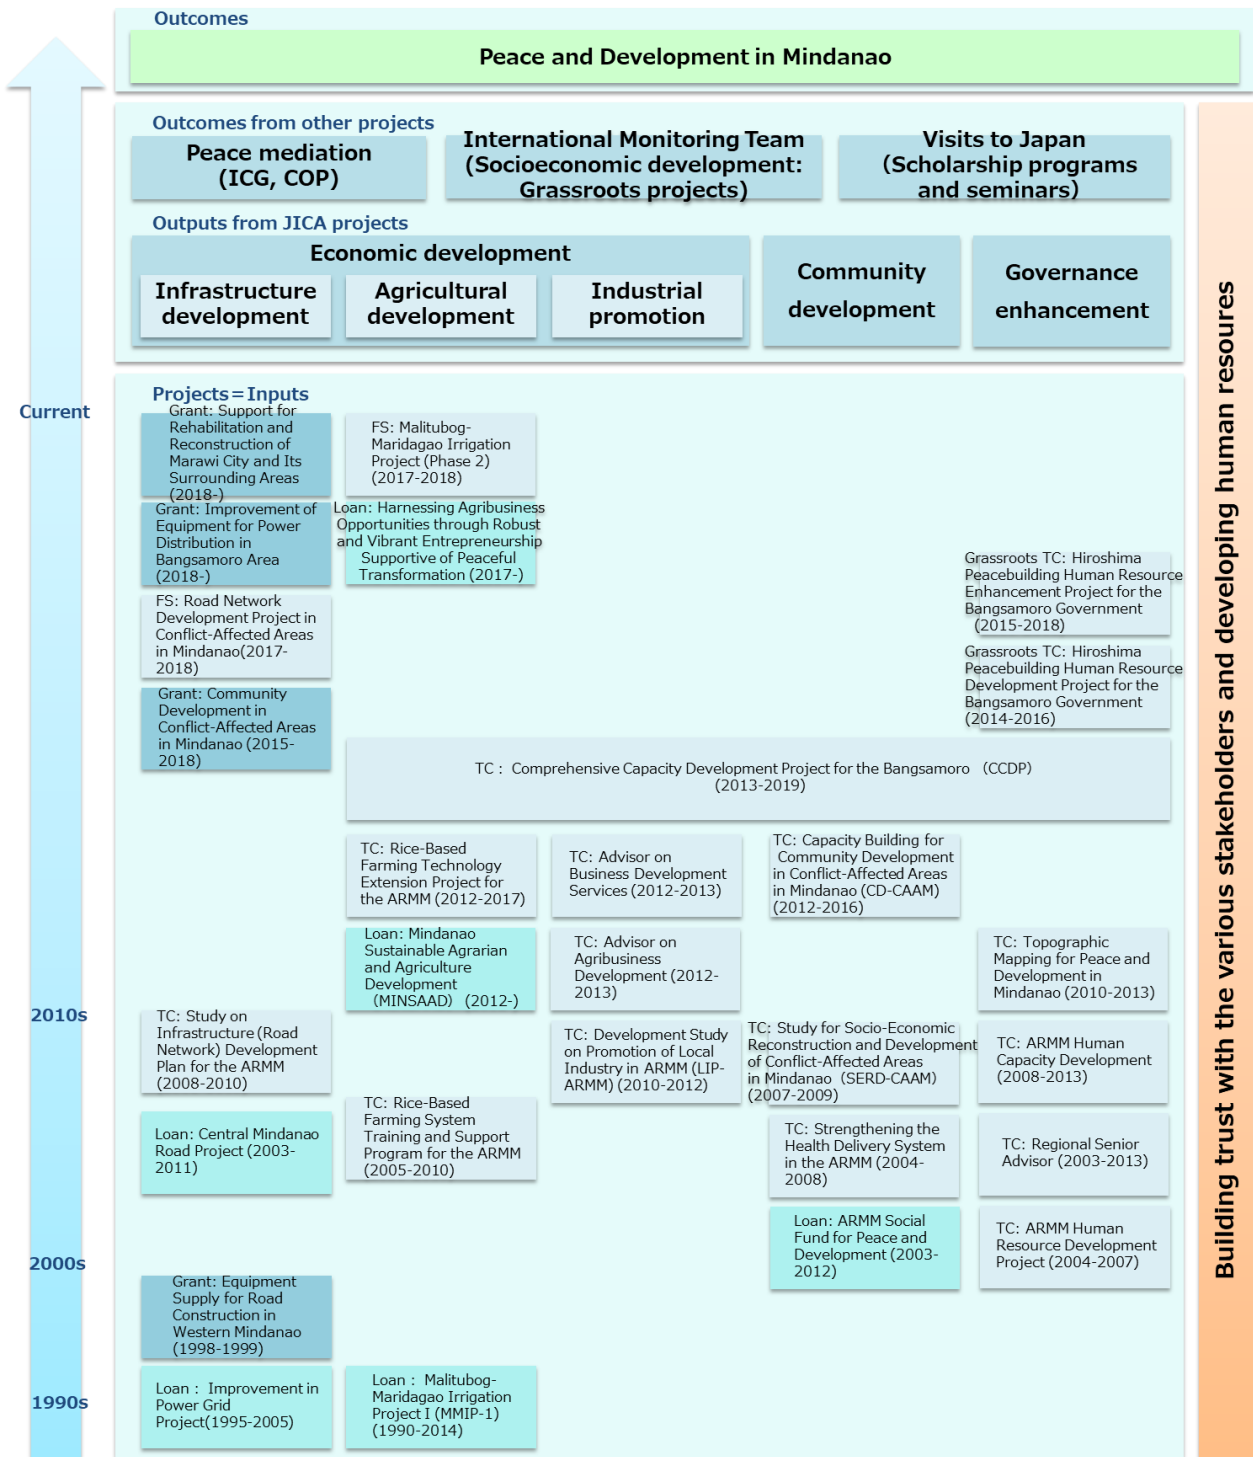 Outcomes
Peace and Development in Mindanao
Outcomes from other projects
Peace mediation
(ICG, COP)
International Monitoring Team
(Socioeconomic development:
Grassroots projects)
Visits to Japan
(Scholarship programs
and seminars)
Outputs from JICA projects
Economic development
Infrastructure
development
Agricultural
development
Industrial
promotion
Community
development
Governance
enhancement
Projects=Inputs
Current
Grant: Support for
Rehabilitation and
Reconstruction of
Marawi City and Its
Surrounding Areas
(2018-)
FS: Malitubog-
Maridagao Irrigation
Project (Phase 2)
(2017-2018)
Grant: Improvement of
Equipment for Power
Distribution in
Bangsamoro Area
(2018-)
Loan: Harnessing Agribusiness
Opportunities through Robust
and Vibrant Entrepreneurship
Supportive of Peaceful
Transformation (2017-)
Grassroots TC: Hiroshima
Peacebuilding Human Resource
Enhancement Project for the
Bangsamoro Government
(2015-2018)
FS: Road Network
Development Project in
Conflict-Affected Areas
in Mindanao(2017-
2018)
Grassroots TC: Hiroshima
Peacebuilding Human Resource
Development Project for the
Bangsamoro Government
(2014-2016)
Grant: Community
Development in
Conflict-Affected Areas
in Mindanao (2015-
2018)
TC : Comprehensive Capacity Development Project for the Bangsamoro （CCDP）
(2013-2019)
TC: Rice-Based
Farming Technology
Extension Project for
the ARMM (2012-2017)
TC: Advisor on
Business Development
Services (2012-2013)
TC: Capacity Building for
Community Development
in Conflict-Affected Areas
in Mindanao (CD-CAAM)
(2012-2016)
Loan: Mindanao
Sustainable Agrarian
and Agriculture
Development
（MINSAAD） (2012-)
TC: Advisor on
Agribusiness
Development (2012-
2013)
TC: Topographic
Mapping for Peace and
Development in
Mindanao (2010-2013)
2010s
TC: Study on
Infrastructure (Road
Network) Development
Plan for the ARMM
(2008-2010)
TC: Development Study
on Promotion of Local
Industry in ARMM (LIP-
ARMM) (2010-2012)
TC: Study for Socio-Economic
Reconstruction and Development
of Conflict-Affected Areas
in Mindanao （SERD-CAAM)
(2007-2009)
TC: ARMM Human
Capacity Development
(2008-2013)
Loan: Central Mindanao
Road Project (2003-
2011)
TC: Rice-Based
Farming System
Training and Support
Program for the ARMM
(2005-2010)
TC: Strengthening the
Health Delivery System
in the ARMM (2004-
2008)
TC: Regional Senior
Advisor (2003-2013)
Loan: ARMM Social
Fund for Peace and
Development (2003-
2012)
TC: ARMM Human
Resource Development
Project (2004-2007)
2000s
Grant: Equipment
Supply for Road
Construction in
Western Mindanao
(1998-1999)
1990s
Loan : Improvement in
Power Grid
Project(1995-2005)
Loan : Malitubog-
Maridagao Irrigation
Project I (MMIP-1)
(1990-2014)
Building trust with the various stakeholders and developing human resoures